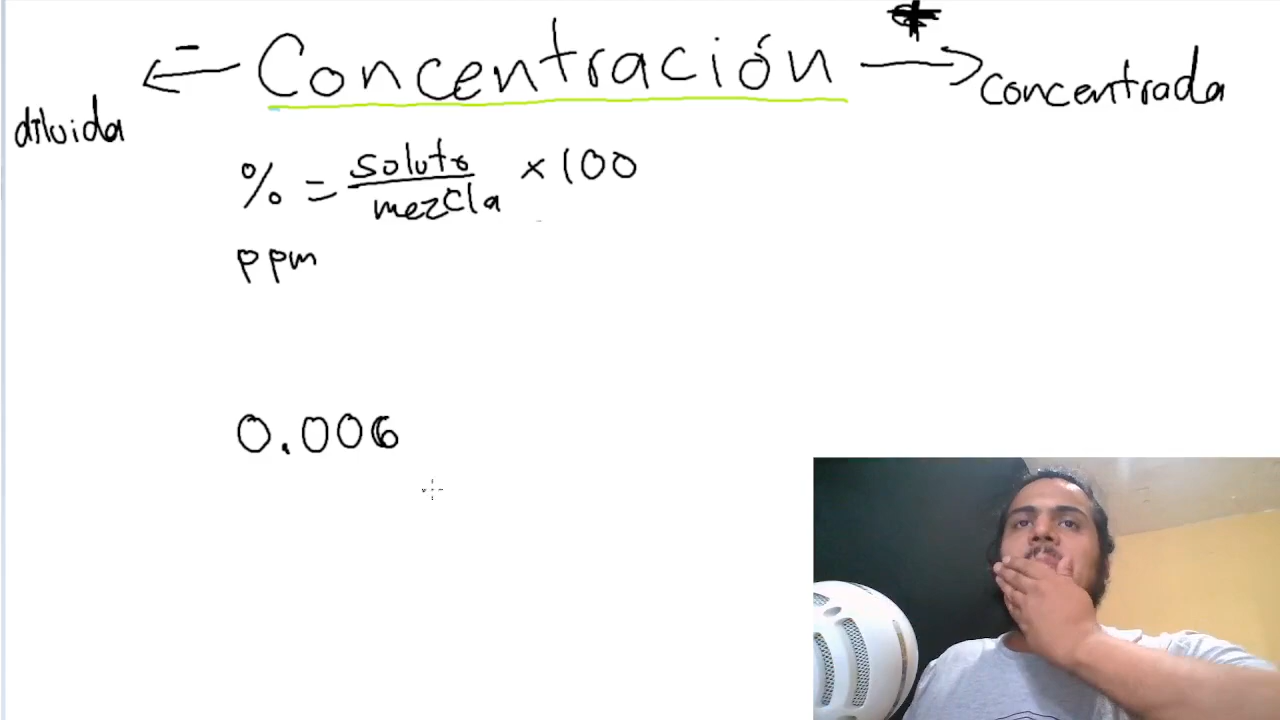 ← - Concentración → +
diluida concentrada
% = soluto / mezcla × 100
ppm
0.006